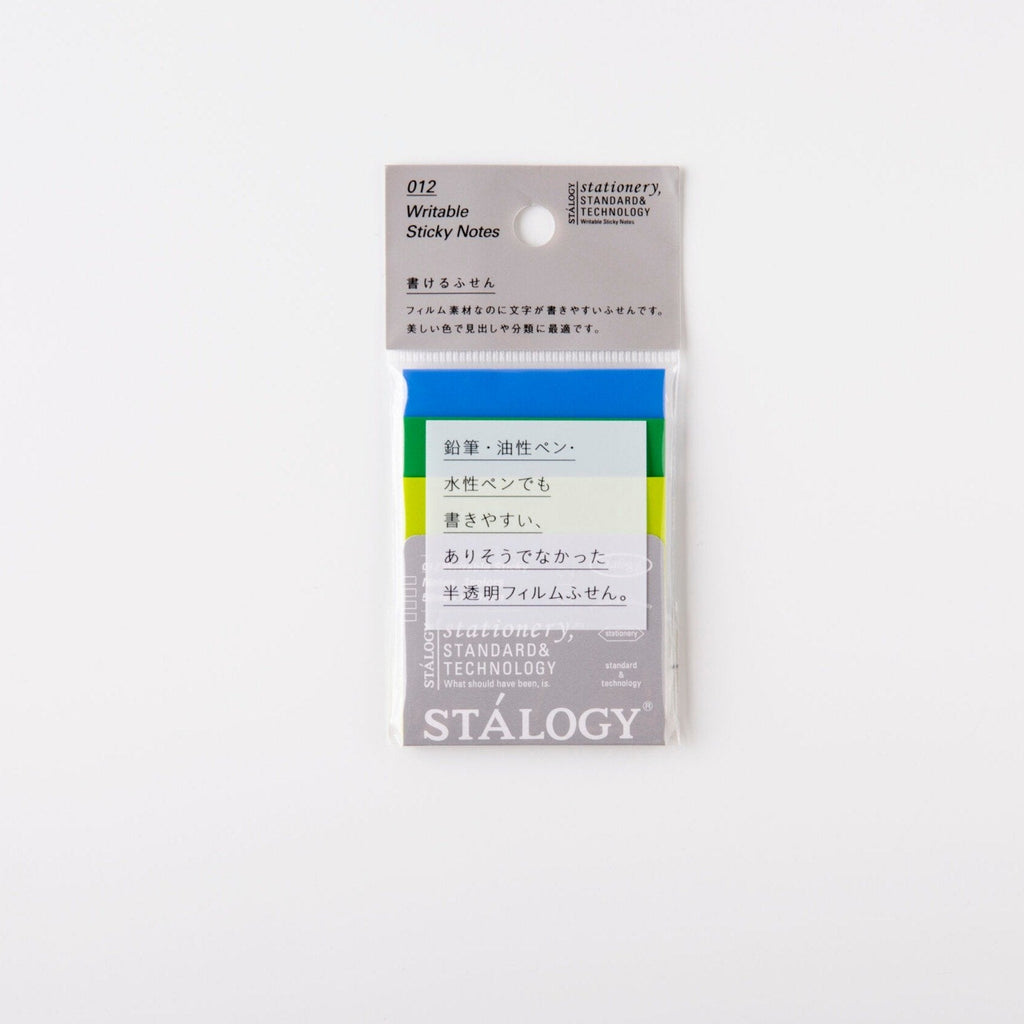 012
Writable
Sticky Notes
STÁLOGY
stationery,
STANDARD&
TECHNOLOGY
Writable Sticky Notes
書けるふせん
フィルム素材なのに文字が書きやすいふせんです。
美しい色で見出しや分類に最適です。
鉛筆・油性ペン・
水性ペンでも
書きやすい、
ありそうでなかった
半透明フィルムふせん。
STÁLOGY
stationery,
STANDARD&
TECHNOLOGY
What should have been, is.
stationery
standard
&
technology
STÁLOGY®